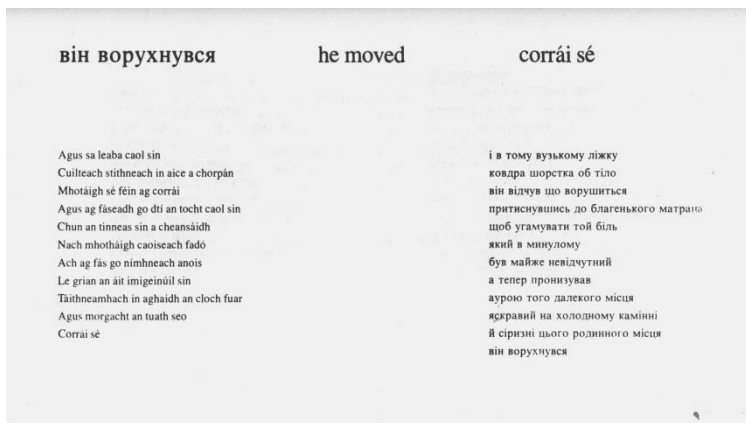 він ворухнувся
he moved
corrái sé
Agus sa leaba caol sin
Cuilteach stithneach in aice a chorpán
Mhotáigh sé féin ag corrái
Agus ag fáseadh go dtí an tocht caol sin
Chun an tinneas sin a cheansáidh
Nach mhotháigh caoiseach fadó
Ach ag fás go nimhneach anois
Le grian an áit imigeinúil sin
Táithneamhach in aghaidh an cloch fuar
Agus morgacht an tuath seo
Corrái sé
і в тому вузькому ліжку
ковдра шорстка об тіло
він відчув що ворушиться
притиснувшись до благенького матраца
щоб угамувати той біль
який в минулому
був майже невідчутний
а тепер пронизував
аурою того далекого місця
яскравий на холодному камінні
й сіризні цього родинного місця
він ворухнувся